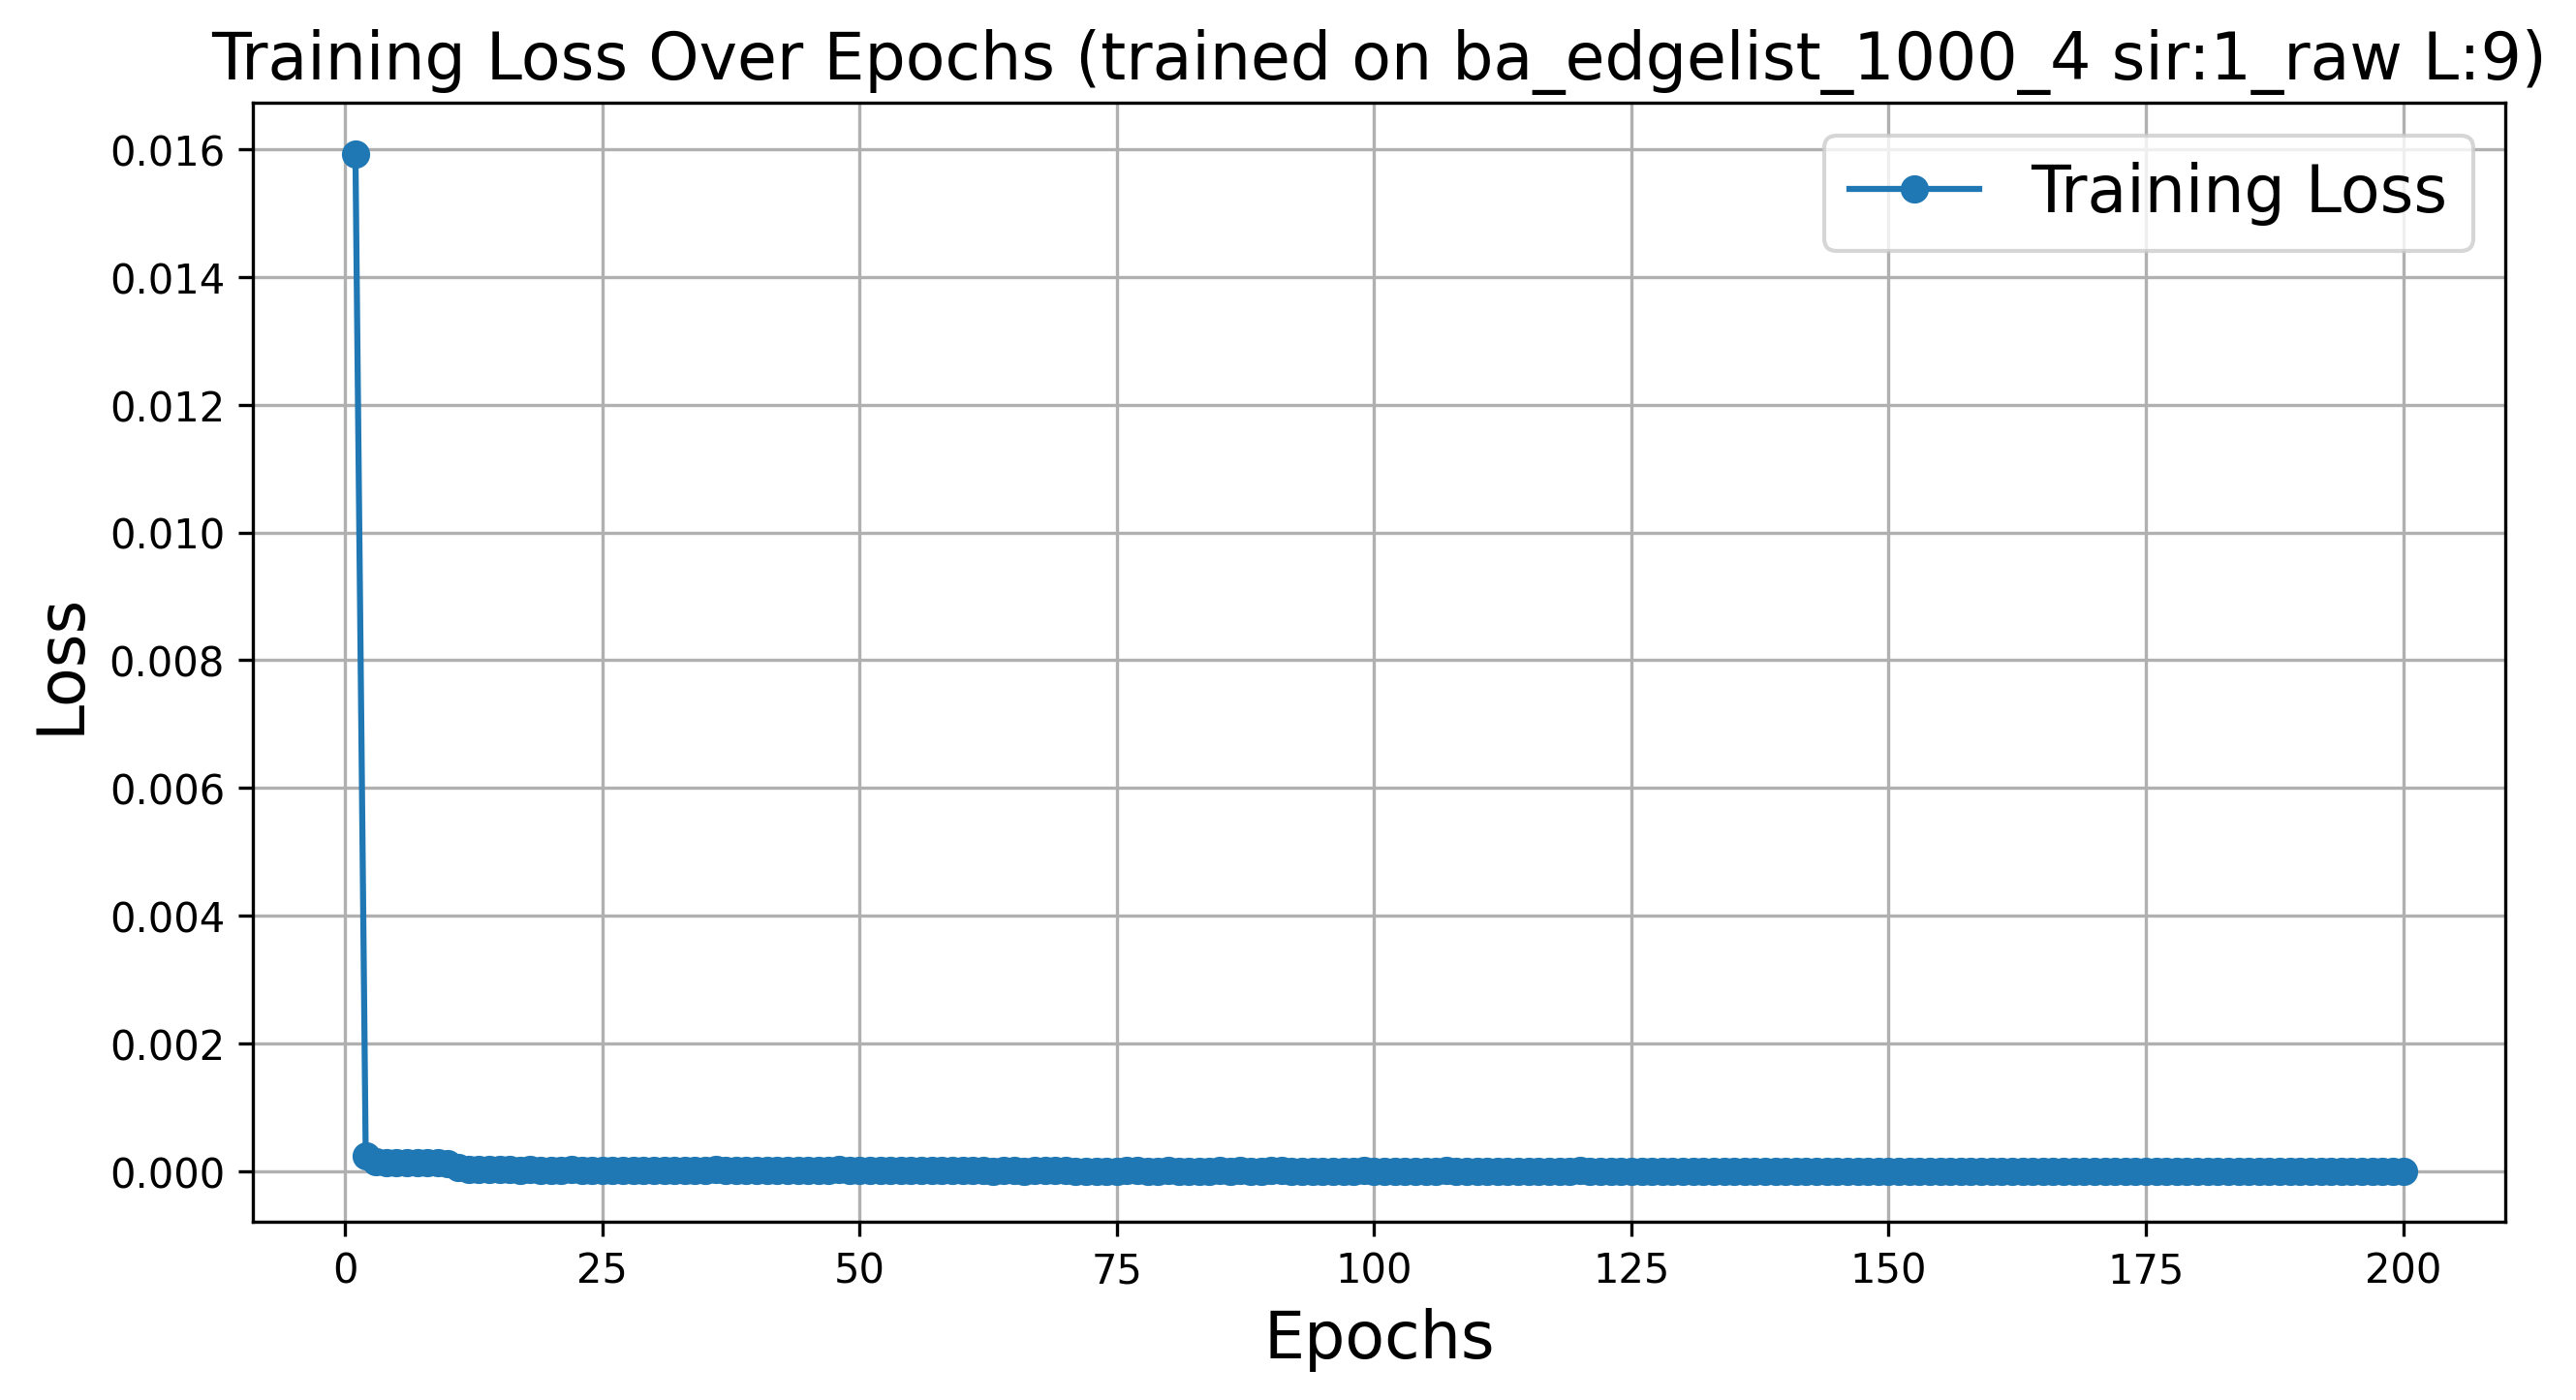 Training Loss Over Epochs (trained on ba_edgelist_1000_4 sir:1_raw L:9)
Training Loss
0.016
0.014
0.012
0.010
0.008
0.006
0.004
0.002
0.000
Loss
0 25 50 75 100 125 150 175 200
Epochs